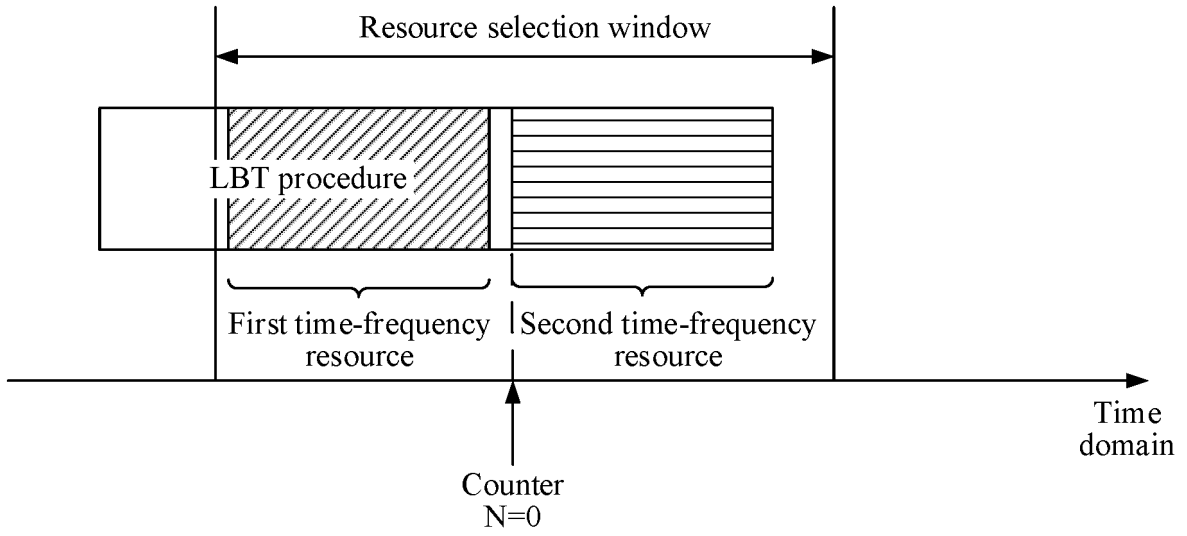 Resource selection window
LBT procedure
First time-frequency
resource
Second time-frequency
resource
Time
domain
Counter
N=0